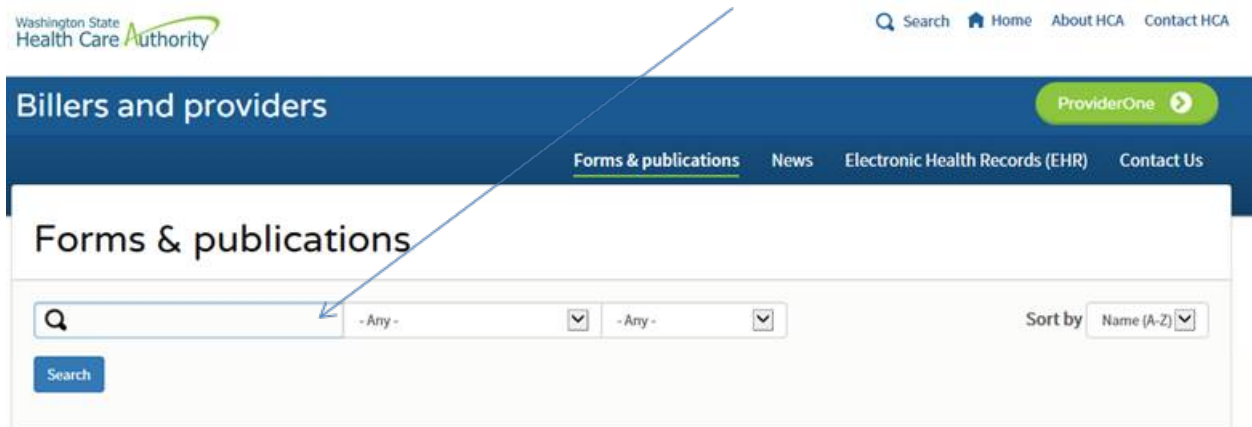 Washington State
Health Care Authority
Search Home About HCA Contact HCA
Billers and providers
ProviderOne
Forms & publications News Electronic Health Records (EHR) Contact Us
Forms & publications
- Any - - Any - Sort by Name (A-Z)
Search